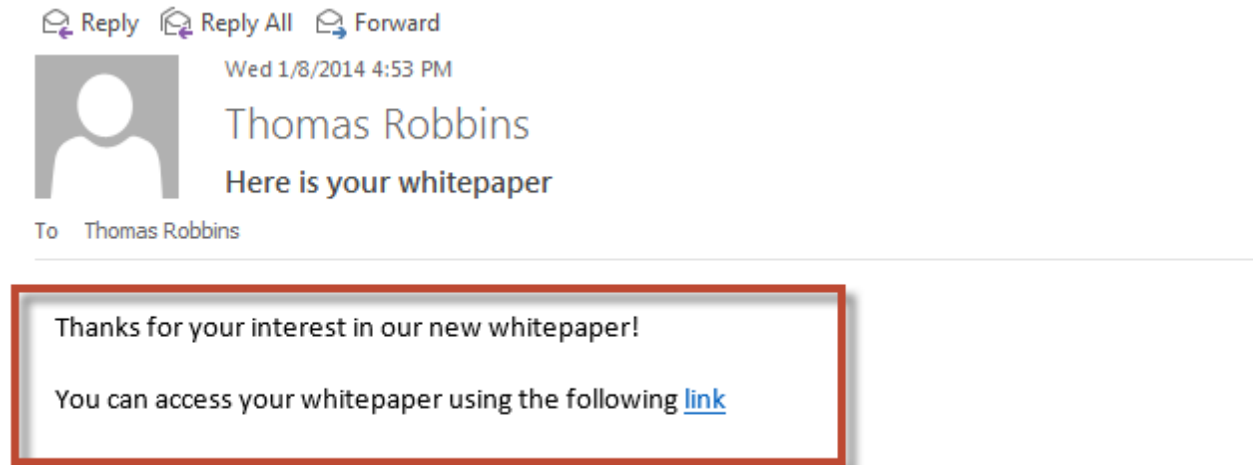 Reply Reply All Forward
Wed 1/8/2014 4:53 PM
Thomas Robbins
Here is your whitepaper
To Thomas Robbins
Thanks for your interest in our new whitepaper!
You can access your whitepaper using the following link